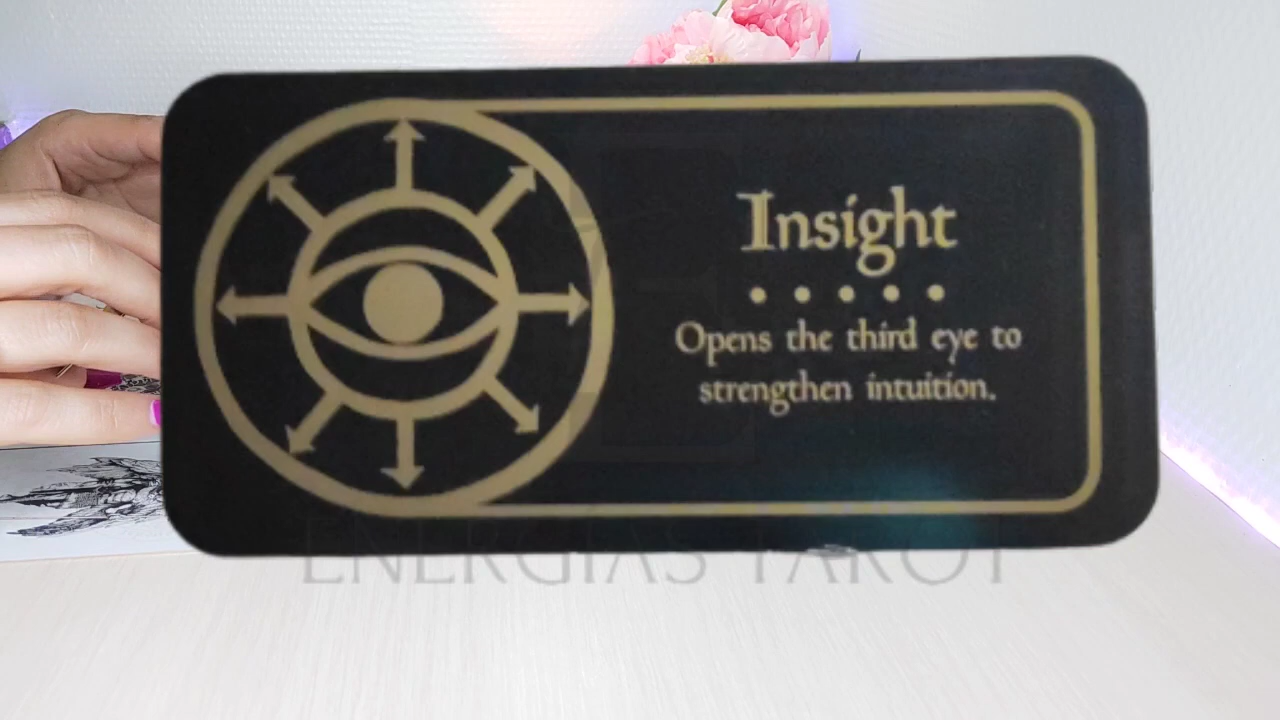 Insight
Opens the third eye to
strengthen intuition.
ENERGIAS TAROT